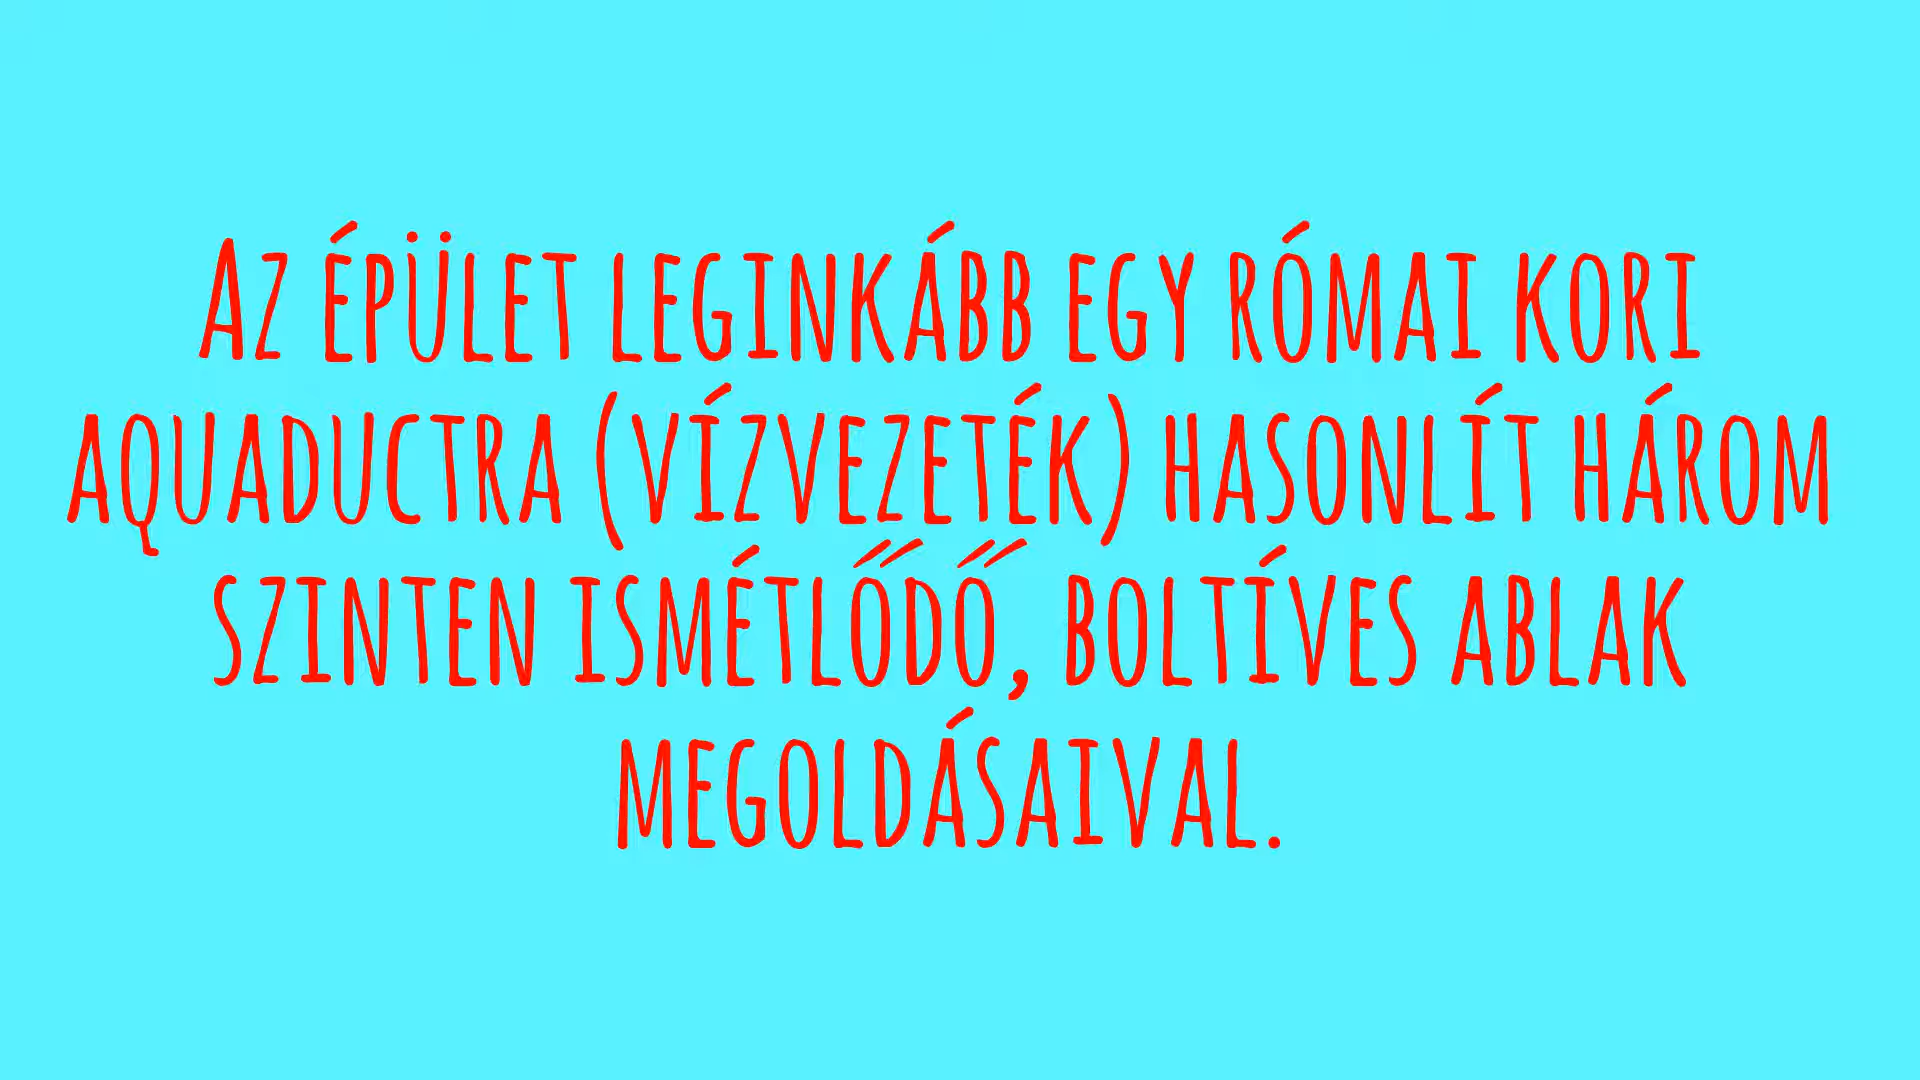 Az épület leginkább egy római kori
aquaductra (vízvezeték) hasonlít három
szinten ismétlődő, boltíves ablak
megoldásaival.